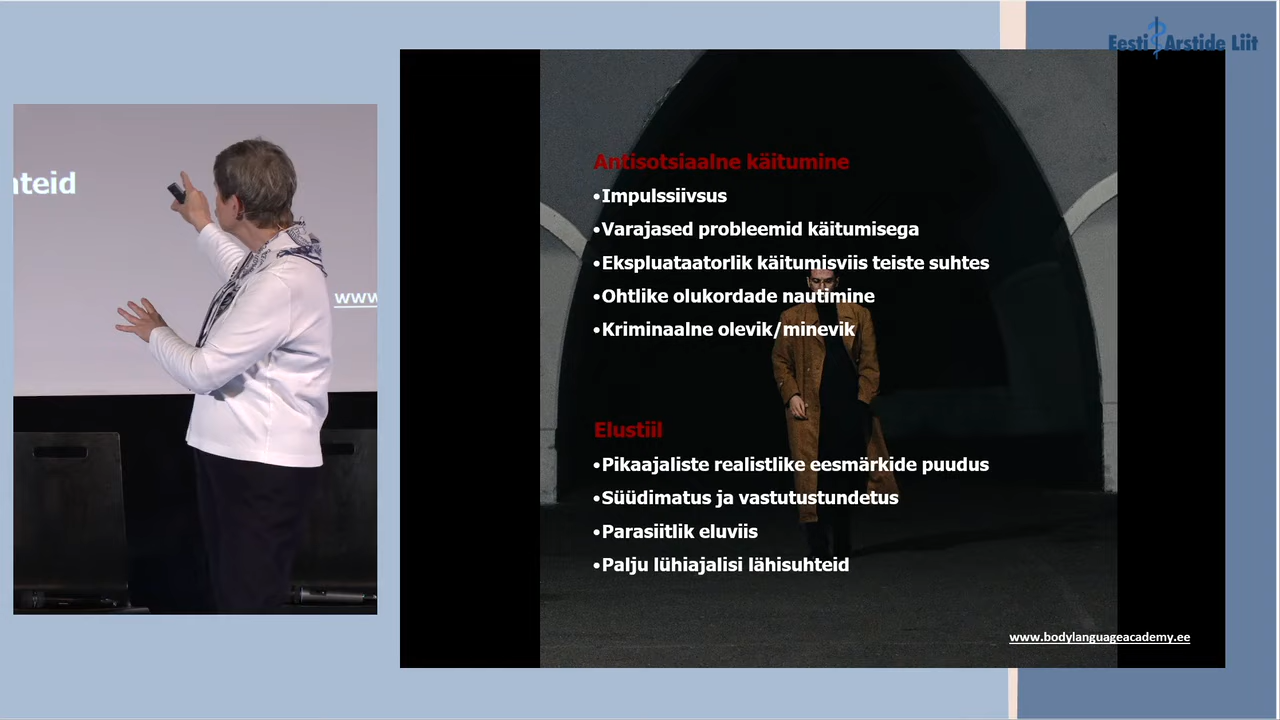 Eesti Arstide Liit
nteid
www
Antisotsiaalne käitumine
•Impulssiivsus
•Varajased probleemid käitumisega
•Ekspluataatorlik käitumisviis teiste suhtes
•Ohtlike olukordade nautimine
•Kriminaalne olevik/minevik
Elustiil
•Pikaajaliste realistlike eesmärkide puudus
•Süüdimatus ja vastutustundetus
•Parasiitlik eluviis
•Palju lühiajalisi lähisuhteid
www.bodylanguageacademy.ee